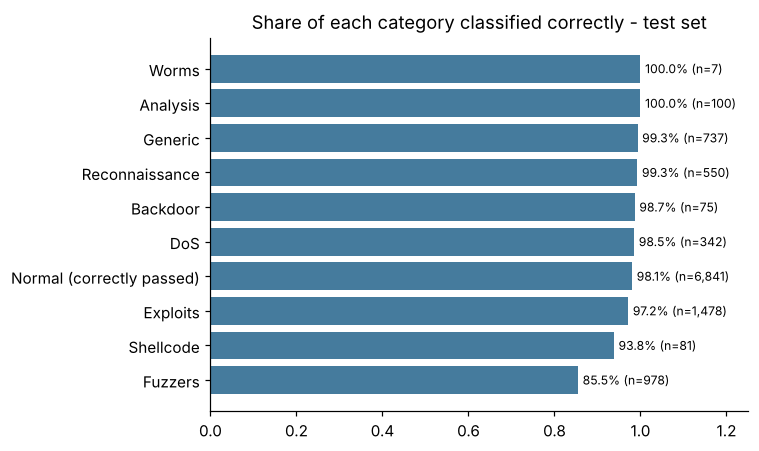 Share of each category classified correctly - test set
Worms 100.0% (n=7)
Analysis 100.0% (n=100)
Generic 99.3% (n=737)
Reconnaissance 99.3% (n=550)
Backdoor 98.7% (n=75)
DoS 98.5% (n=342)
Normal (correctly passed) 98.1% (n=6,841)
Exploits 97.2% (n=1,478)
Shellcode 93.8% (n=81)
Fuzzers 85.5% (n=978)
0.0 0.2 0.4 0.6 0.8 1.0 1.2